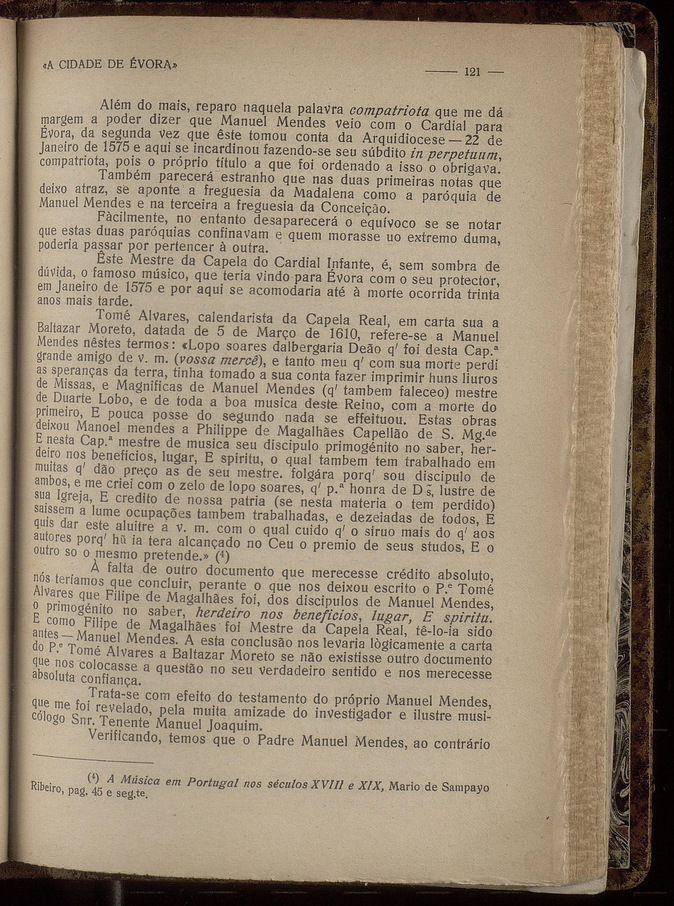 «A CIDADE DE ÉVORA»
—— 121 —
Além do mais, reparo naquela palavra compatriota que me dá
margem a poder dizer que Manuel Mendes veio com o Cardial para
Évora, da segunda vez que êste tomou conta da Arquidiocese — 22 de
Janeiro de 1575 e aqui se incardinou fazendo-se seu súbdito in perpetuum,
compatriota, pois o próprio título a que foi ordenado a isso o obrigava.
Também parecerá estranho que nas duas primeiras notas que
deixo atraz, se aponte a freguesia da Madalena como a paróquia de
Manuel Mendes e na terceira a freguesia da Conceição.
Fàcilmente, no entanto desaparecerá o equívoco se se notar
que estas duas paróquias confinavam e quem morasse uo extremo duma,
poderia passar por pertencer à outra.
Êste Mestre da Capela do Cardial Infante, é, sem sombra de
dúvida, o famoso músico, que teria vindo para Évora com o seu protector,
em Janeiro de 1575 e por aqui se acomodaria até à morte ocorrida trinta
anos mais tarde.
Tomé Alvares, calendarista da Capela Real, em carta sua a
Baltazar Moreto, datada de 5 de Março de 1610, refere-se a Manuel
Mendes nêstes termos: «Lopo soares dalbergaria Deão q' foi desta Cap.ª
grande amigo de v. m. (vossa mercê), e tanto meu q' com sua morte perdi
as speranças da terra, tinha tomado a sua conta fazer imprimir huns liuros
de Missas, e Magnificas de Manuel Mendes (q' tambem faleceo) mestre
de Duarte Lobo, e de toda a boa musica deste Reino, com a morte do
primeiro, E pouca posse do segundo nada se effeituou. Estas obras
deixou Manoel mendes a Philippe de Magalhães Capellão de S. Mg.de
E nesta Cap.ª mestre de musica seu discipulo primogénito no saber, her-
deiro nos beneficios, lugar, E spiritu, o qual tambem tem trabalhado em
muitas q' dão preço as de seu mestre. folgára porq' sou discipulo de
ambos, e me criei com o zelo de lopo soares, q' p.ª honra de D s̃, lustre de
sua Igreja, E credito de nossa patria (se nesta materia o tem perdido)
saissem a lume ocupações tambem trabalhadas, e dezeiadas de todos, E
quis dar este aluitre a v. m. com o qual cuido q' o siruo mais do q' aos
autores porq' hũ ia tera alcançado no Ceu o premio de seus studos, E o
outro so o mesmo pretende.» (⁴)
À falta de outro documento que merecesse crédito absoluto,
nós teríamos que concluir, perante o que nos deixou escrito o P.e Tomé
Alvares que Filipe de Magalhães foi, dos discipulos de Manuel Mendes,
o primogénito no saber, herdeiro nos benefícios, lugar, E spiritu.
E como Filipe de Magalhães foi Mestre da Capela Real, tê-lo-ia sido
antes — Manuel Mendes. A esta conclusão nos levaria lògicamente a carta
do P.e Tomé Alvares a Baltazar Moreto se não existisse outro documento
que nos colocasse a questão no seu verdadeiro sentido e nos merecesse
absoluta confiança.
Trata-se com efeito do testamento do próprio Manuel Mendes,
que me foi revelado, pela muita amizade do investigador e ilustre musi-
cólogo Snr. Tenente Manuel Joaquim.
Verificando, temos que o Padre Manuel Mendes, ao contrário
(⁴) A Música em Portugal nos séculos XVIII e XIX, Mario de Sampayo
Ribeiro, pag. 45 e seg.te.